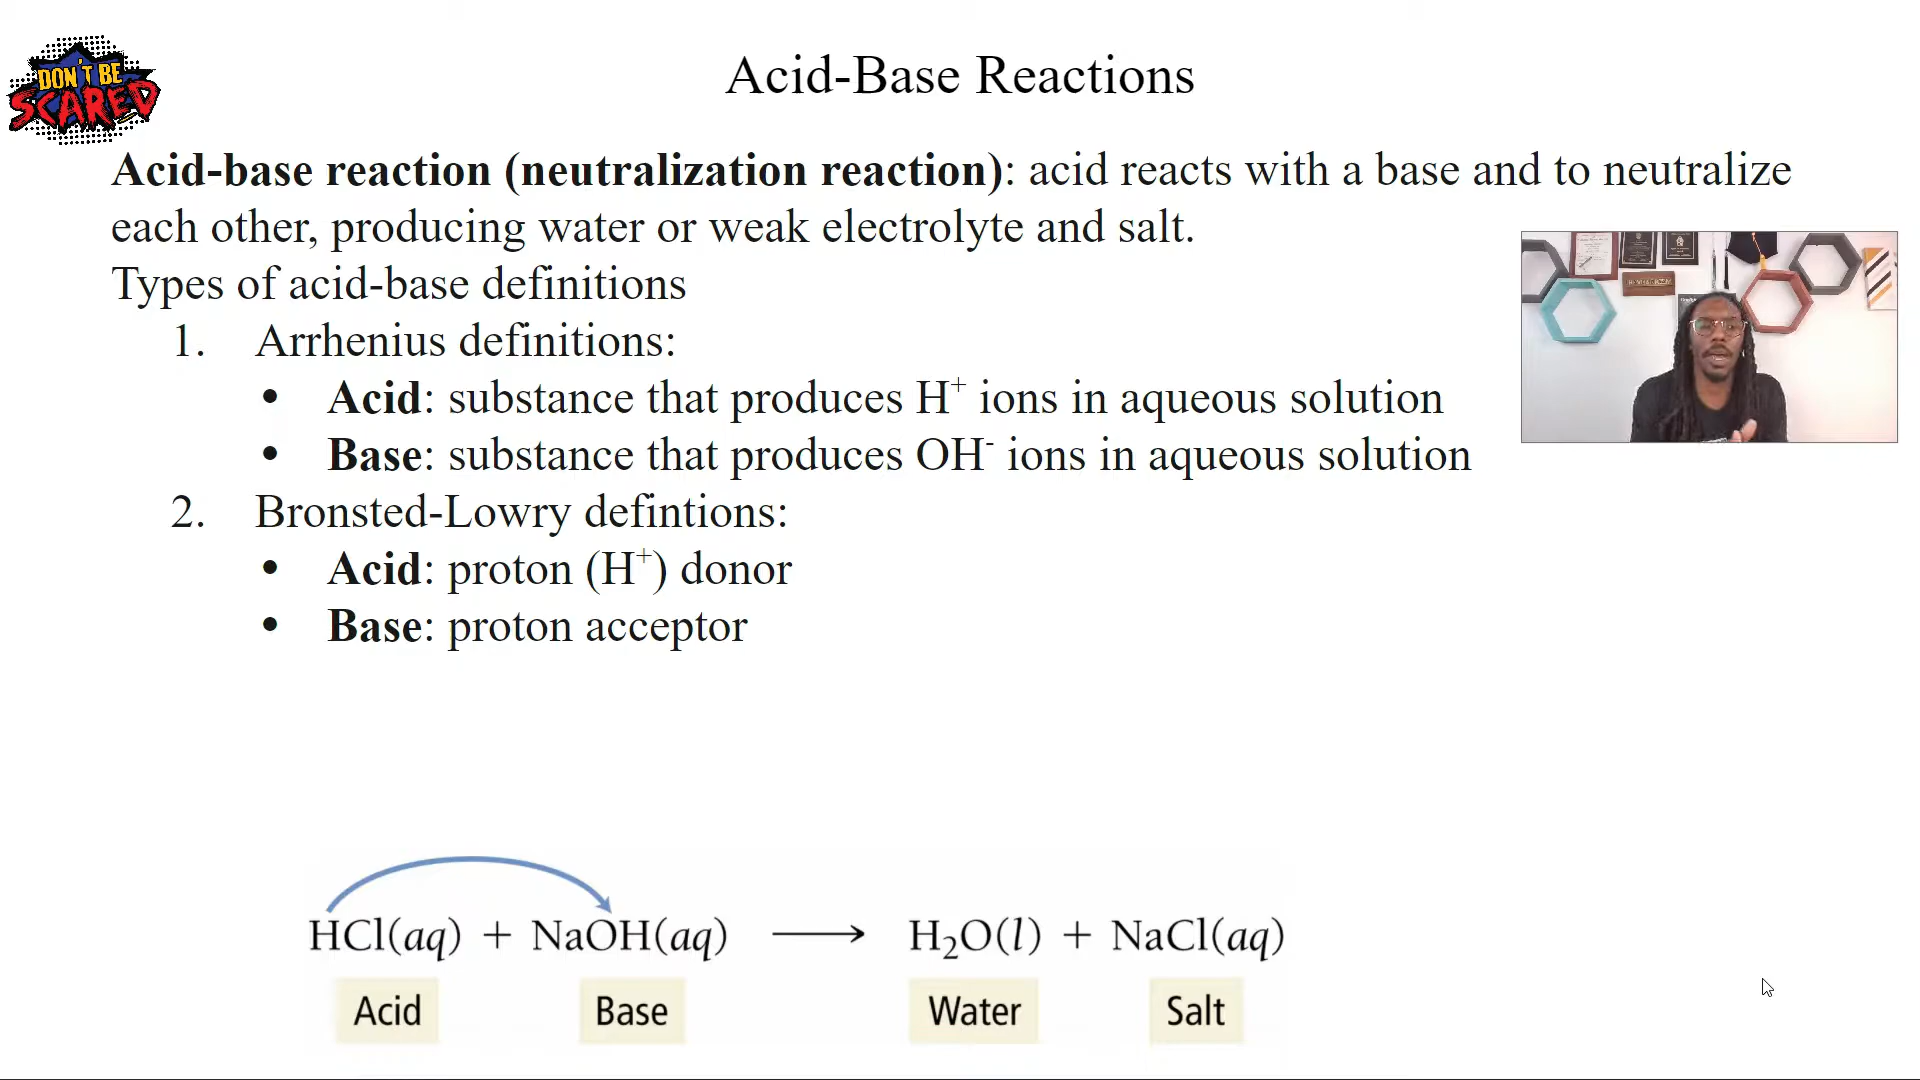 DON'T BE
SCARED
Acid-Base Reactions
Acid-base reaction (neutralization reaction): acid reacts with a base and to neutralize
each other, producing water or weak electrolyte and salt.
Types of acid-base definitions
1. Arrhenius definitions:
• Acid: substance that produces H⁺ ions in aqueous solution
• Base: substance that produces OH⁻ ions in aqueous solution
2. Bronsted-Lowry defintions:
• Acid: proton (H⁺) donor
• Base: proton acceptor
HCl(aq) + NaOH(aq) ⟶ H₂O(l) + NaCl(aq)
Acid Base Water Salt